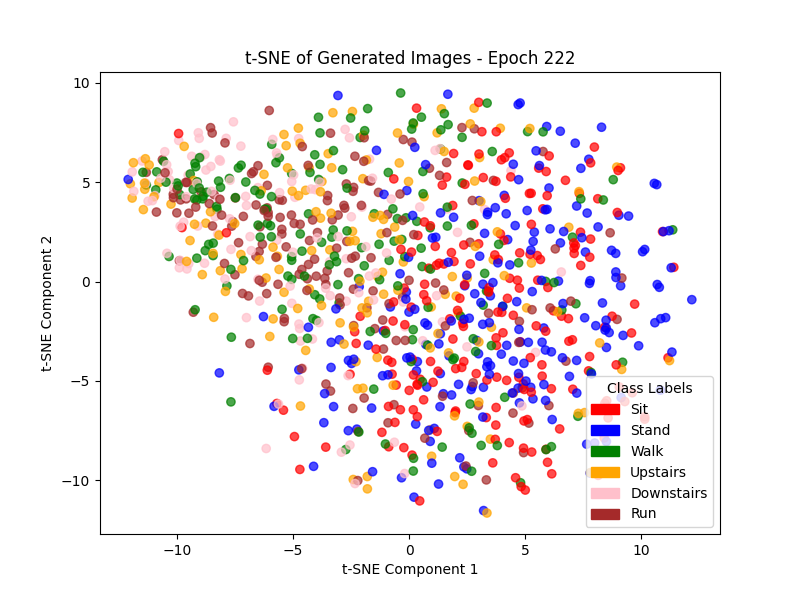 t-SNE of Generated Images - Epoch 222
10
5
0
−5
−10
t-SNE Component 2
Class Labels
Sit
Stand
Walk
Upstairs
Downstairs
Run
−10
−5
0
5
10
t-SNE Component 1